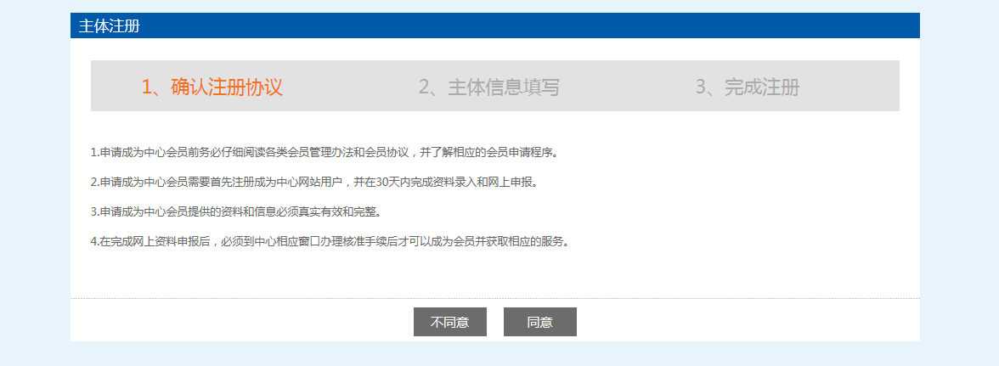 主体注册
1、确认注册协议 2、主体信息填写 3、完成注册
1.申请成为中心会员前务必仔细阅读各类会员管理办法和会员协议，并了解相应的会员申请程序。
2.申请成为中心会员需要首先注册成为中心网站用户，并在30天内完成资料录入和网上申报。
3.申请成为中心会员提供的资料和信息必须真实有效和完整。
4.在完成网上资料申报后，必须到中心相应窗口办理核准手续后才可以成为会员并获取相应的服务。
不同意 同意